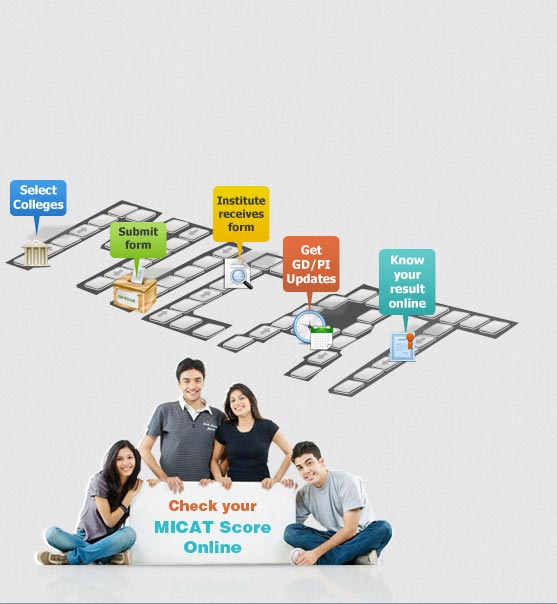 Select
Colleges
Submit
form
Institute
receives
form
Get
GD/PI
Updates
Know
your
result
online
Check your
MICAT Score
Online